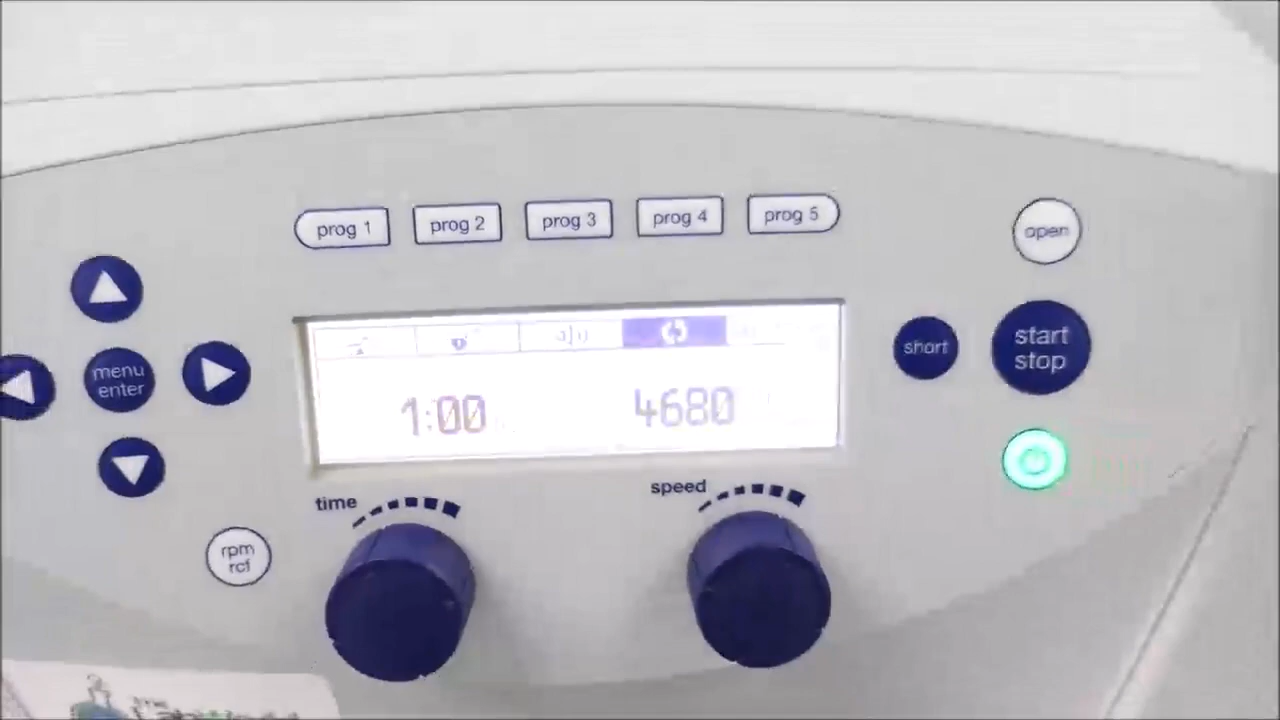 prog 1 prog 2 prog 3 prog 4 prog 5
open
menu
enter
short
start
stop
1:00 4680
time
speed
rpm
rcf